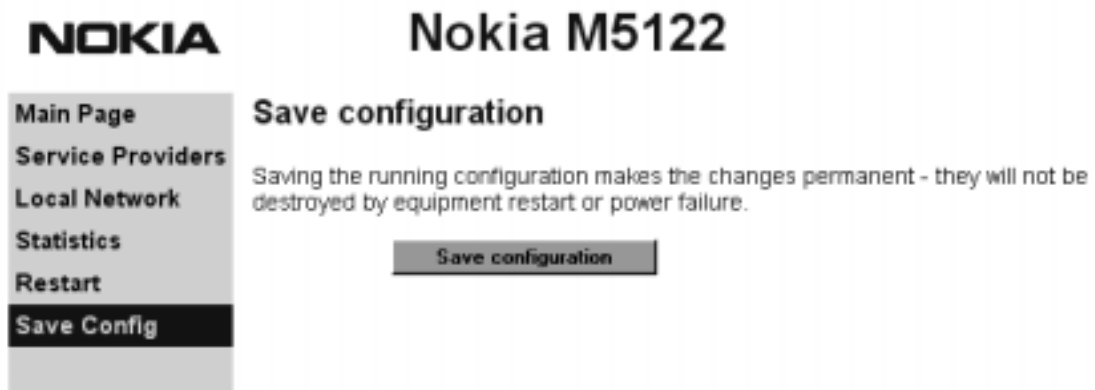 NOKIA
Nokia M5122
Main Page
Service Providers
Local Network
Statistics
Restart
Save Config
Save configuration
Saving the running configuration makes the changes permanent - they will not be
destroyed by equipment restart or power failure.
Save configuration